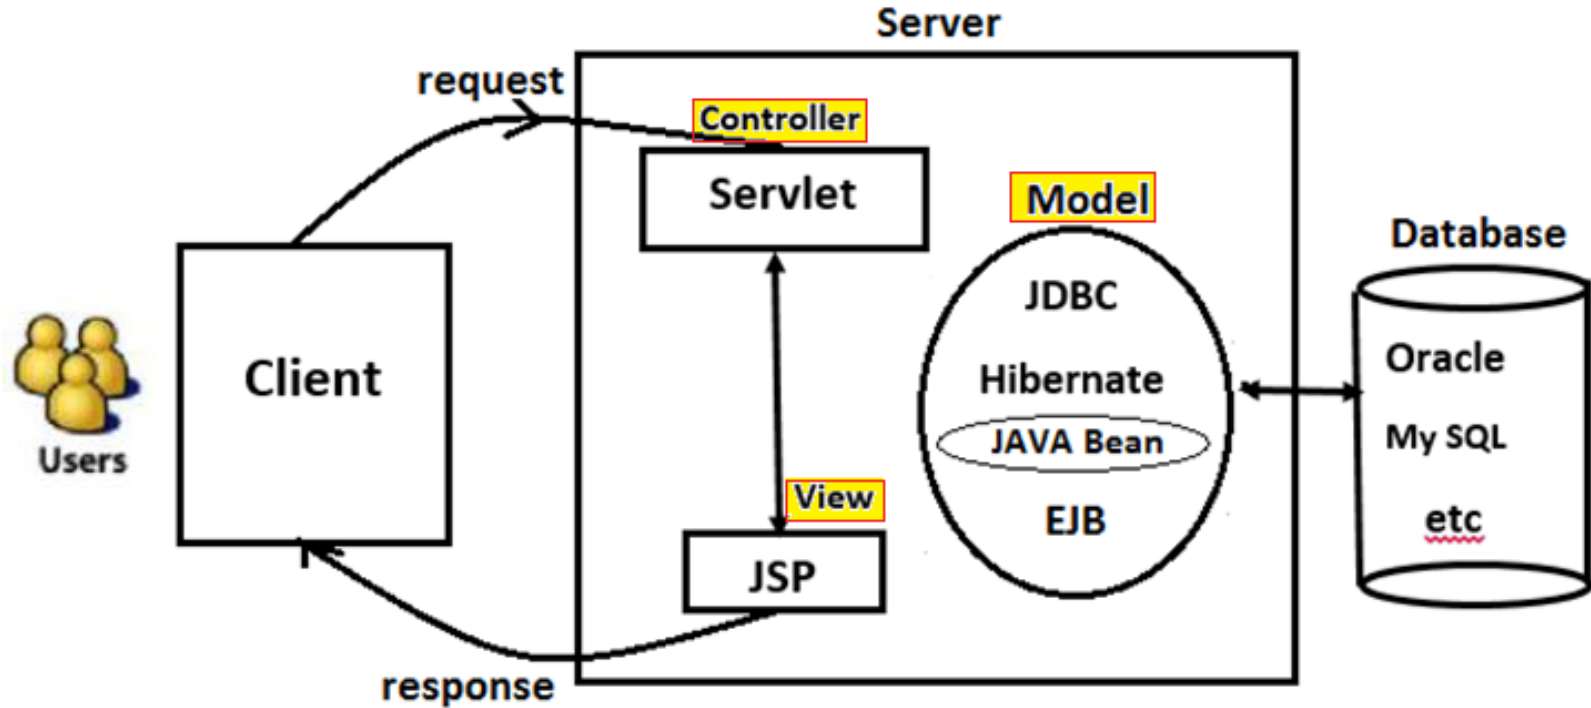 Server
request
Controller
Servlet
Model
Database
JDBC
Client
Hibernate
Oracle
JAVA Bean
My SQL
Users
View
EJB
etc
JSP
response